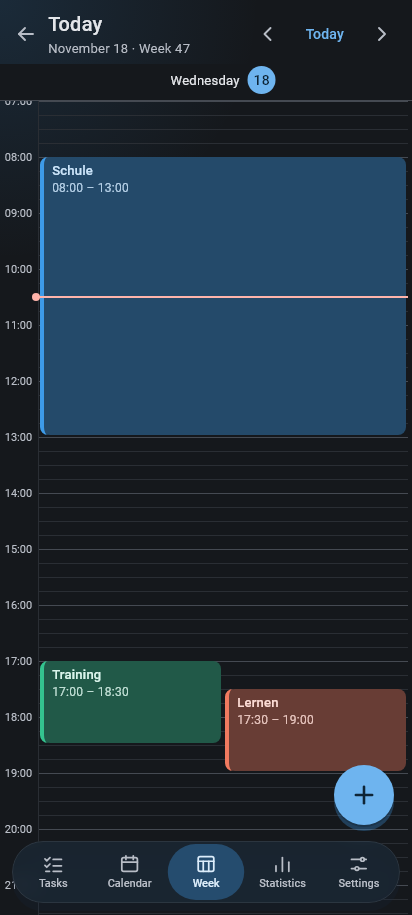 Today
November 18 · Week 47
Today
Wednesday 18
07:00
08:00
Schule
08:00 – 13:00
09:00
10:00
11:00
12:00
13:00
14:00
15:00
16:00
17:00
Training
17:00 – 18:30
Lernen
17:30 – 19:00
18:00
19:00
20:00
Tasks
Calendar
Week
Statistics
Settings